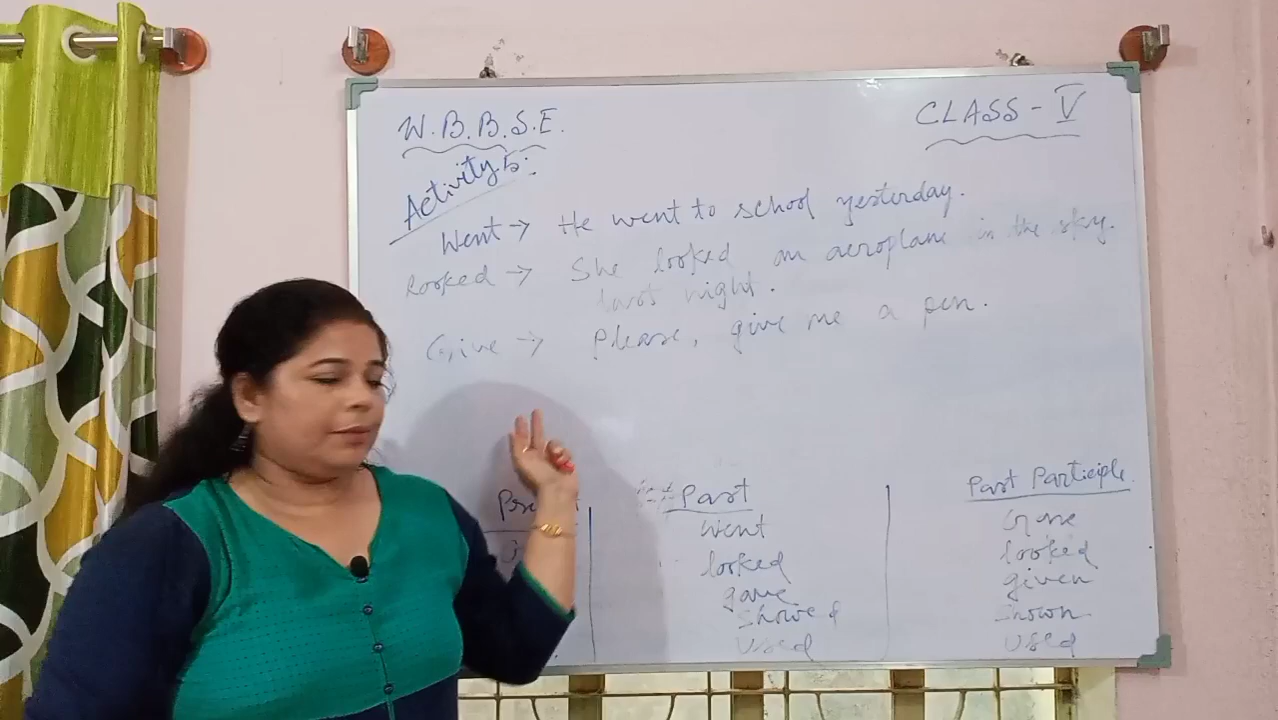 W.B.B.S.E.
CLASS - V
Activity 5:
Went → He went to school yesterday.
Looked → She looked an aeroplane in the sky.
last night.
Give → Please, give me a pen.
Past
Past Participle
went
Gone
looked
looked
gave
given
showed
shown
used
used